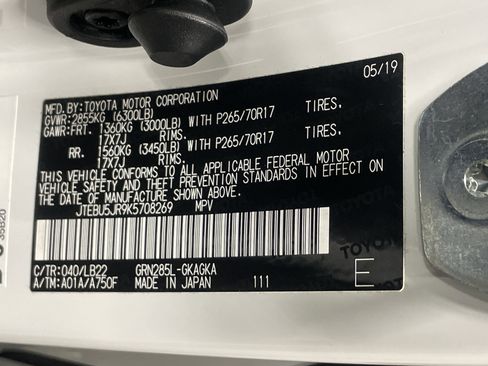 05/19
MFD.BY:TOYOTA MOTOR CORPORATION
GVWR:2855KG (6300LB)
GAWR:FRT. 1360KG (3000LB) WITH P265/70R17 TIRES,
17X7J RIMS.
RR. 1560KG (3450LB) WITH P265/70R17 TIRES,
17X7J RIMS.
THIS VEHICLE CONFORMS TO ALL APPLICABLE FEDERAL MOTOR
VEHICLE SAFETY AND THEFT PREVENTION STANDARDS IN EFFECT ON
THE DATE OF MANUFACTURE SHOWN ABOVE.
JTEBU5JR9K5708269 MPV
C/TR:040/LB22 GRN285L-GKAGKA
A/TM:A01A/A750F MADE IN JAPAN 111 E
TOYOTA
35B20